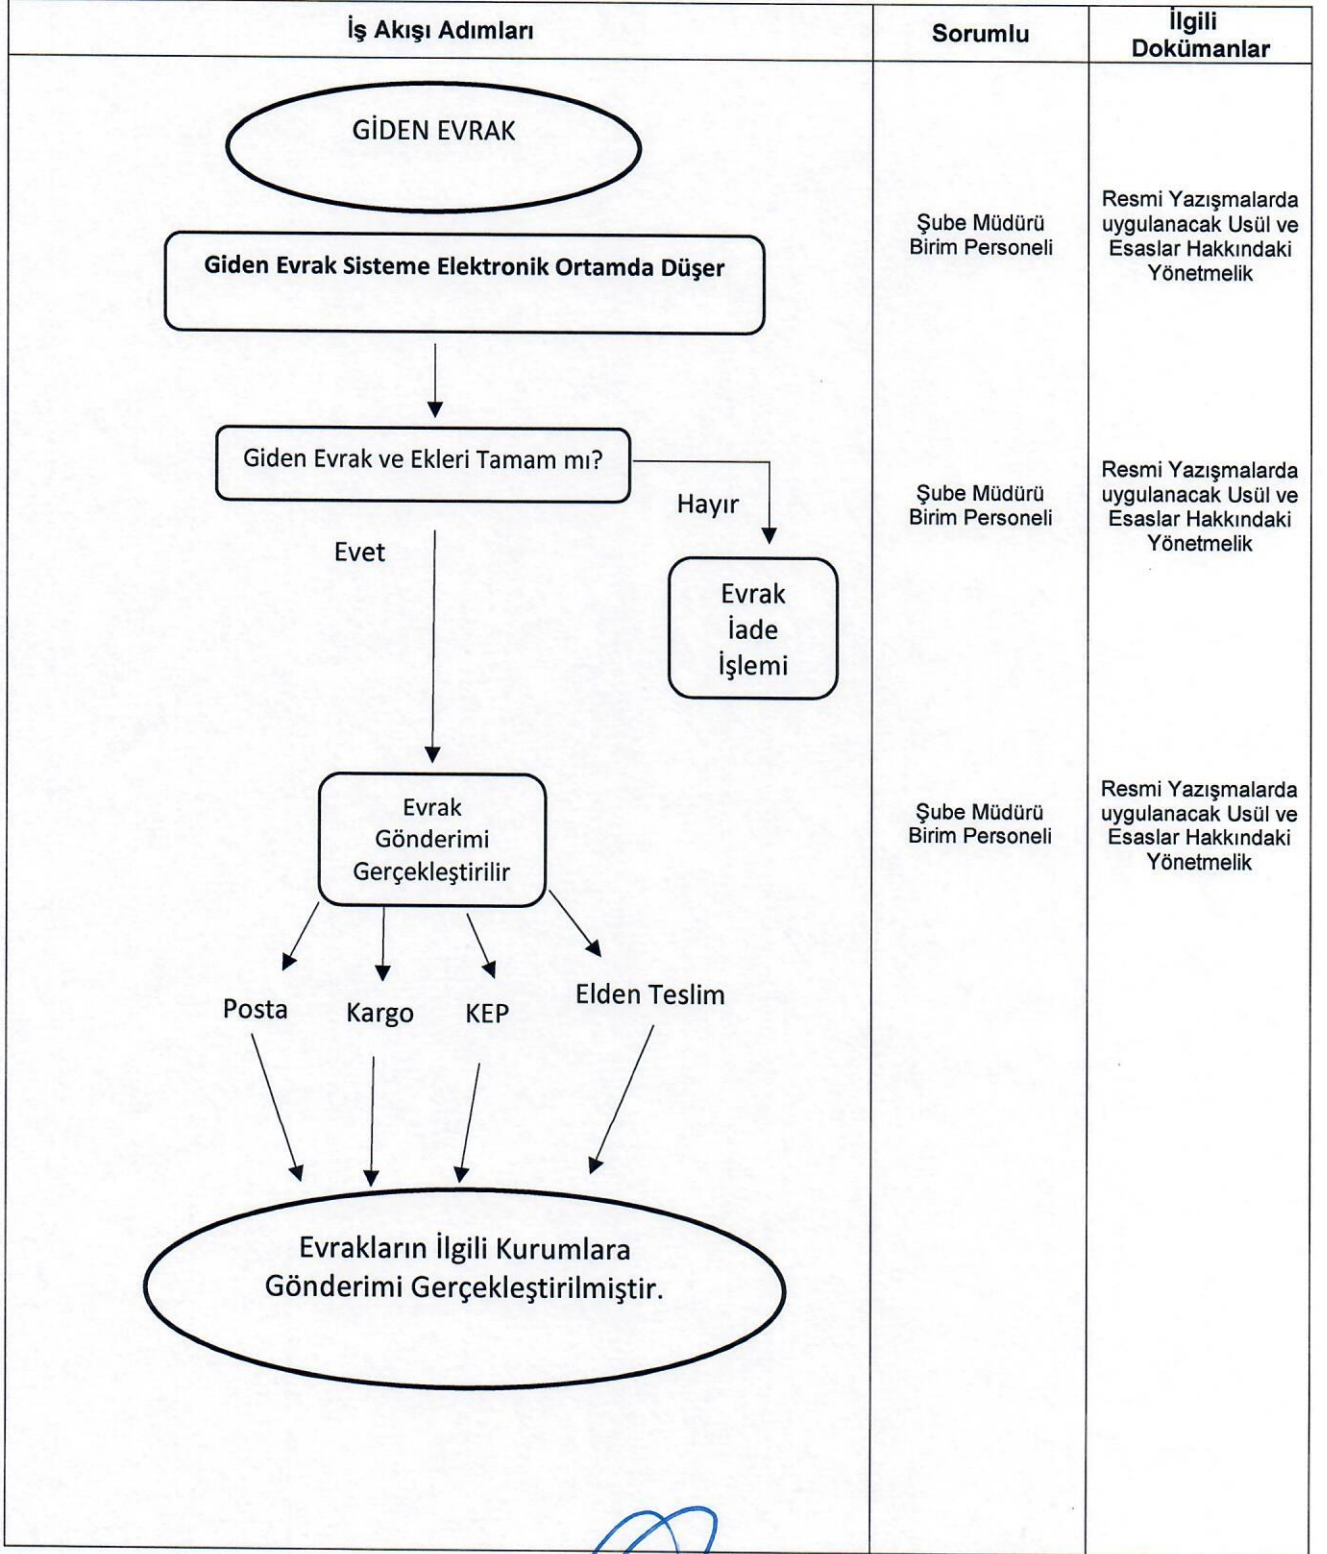 İş Akışı Adımları
Sorumlu
İlgili
Dokümanlar
GİDEN EVRAK
Giden Evrak Sisteme Elektronik Ortamda Düşer
Şube Müdürü
Birim Personeli
Resmi Yazışmalarda
uygulanacak Usül ve
Esaslar Hakkındaki
Yönetmelik
Giden Evrak ve Ekleri Tamam mı?
Hayır
Evet
Evrak
İade
İşlemi
Şube Müdürü
Birim Personeli
Resmi Yazışmalarda
uygulanacak Usül ve
Esaslar Hakkındaki
Yönetmelik
Evrak
Gönderimi
Gerçekleştirilir
Şube Müdürü
Birim Personeli
Resmi Yazışmalarda
uygulanacak Usül ve
Esaslar Hakkındaki
Yönetmelik
Posta
Kargo
KEP
Elden Teslim
Evrakların İlgili Kurumlara
Gönderimi Gerçekleştirilmiştir.